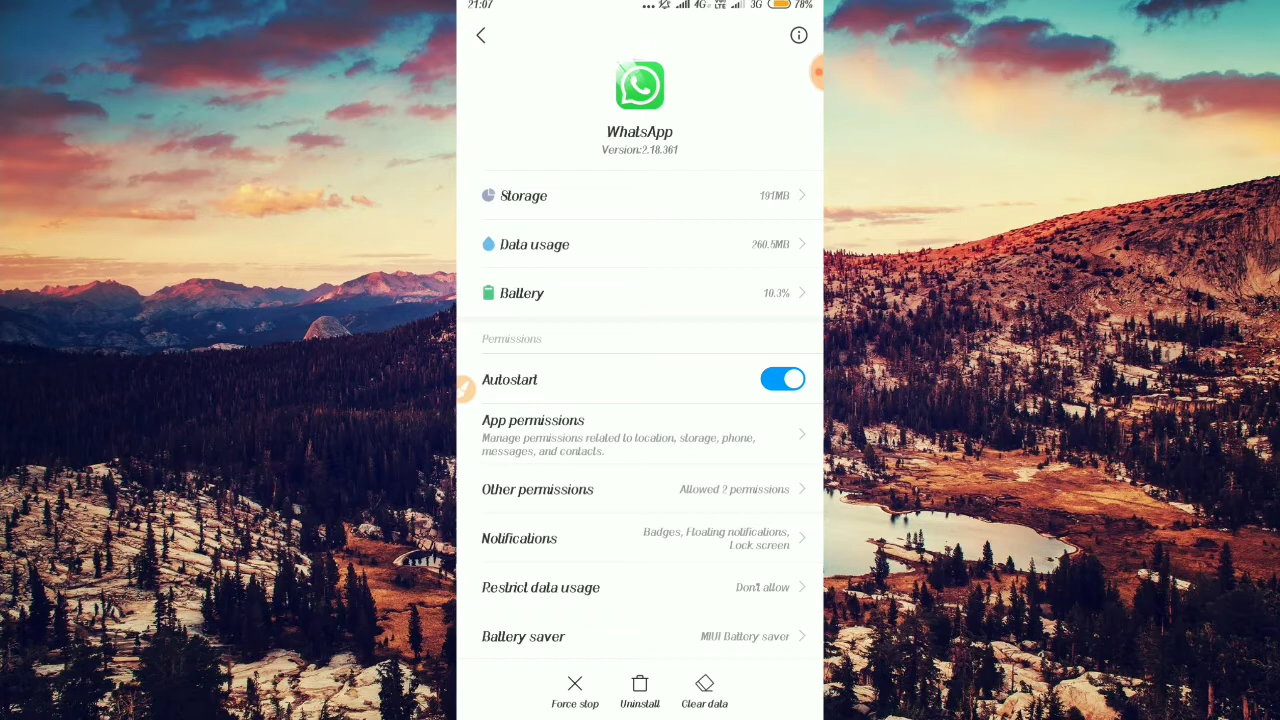 21:07 4G VoLTE 3G 78%
WhatsApp
Version:2.18.361
Storage 191MB
Data usage 260.5MB
Battery 10.3%
Permissions
Autostart
App permissions
Manage permissions related to location, storage, phone,
messages, and contacts.
Other permissions Allowed 2 permissions
Notifications Badges, Floating notifications,
Lock screen
Restrict data usage Don't allow
Battery saver MIUI Battery saver
Force stop Uninstall Clear data